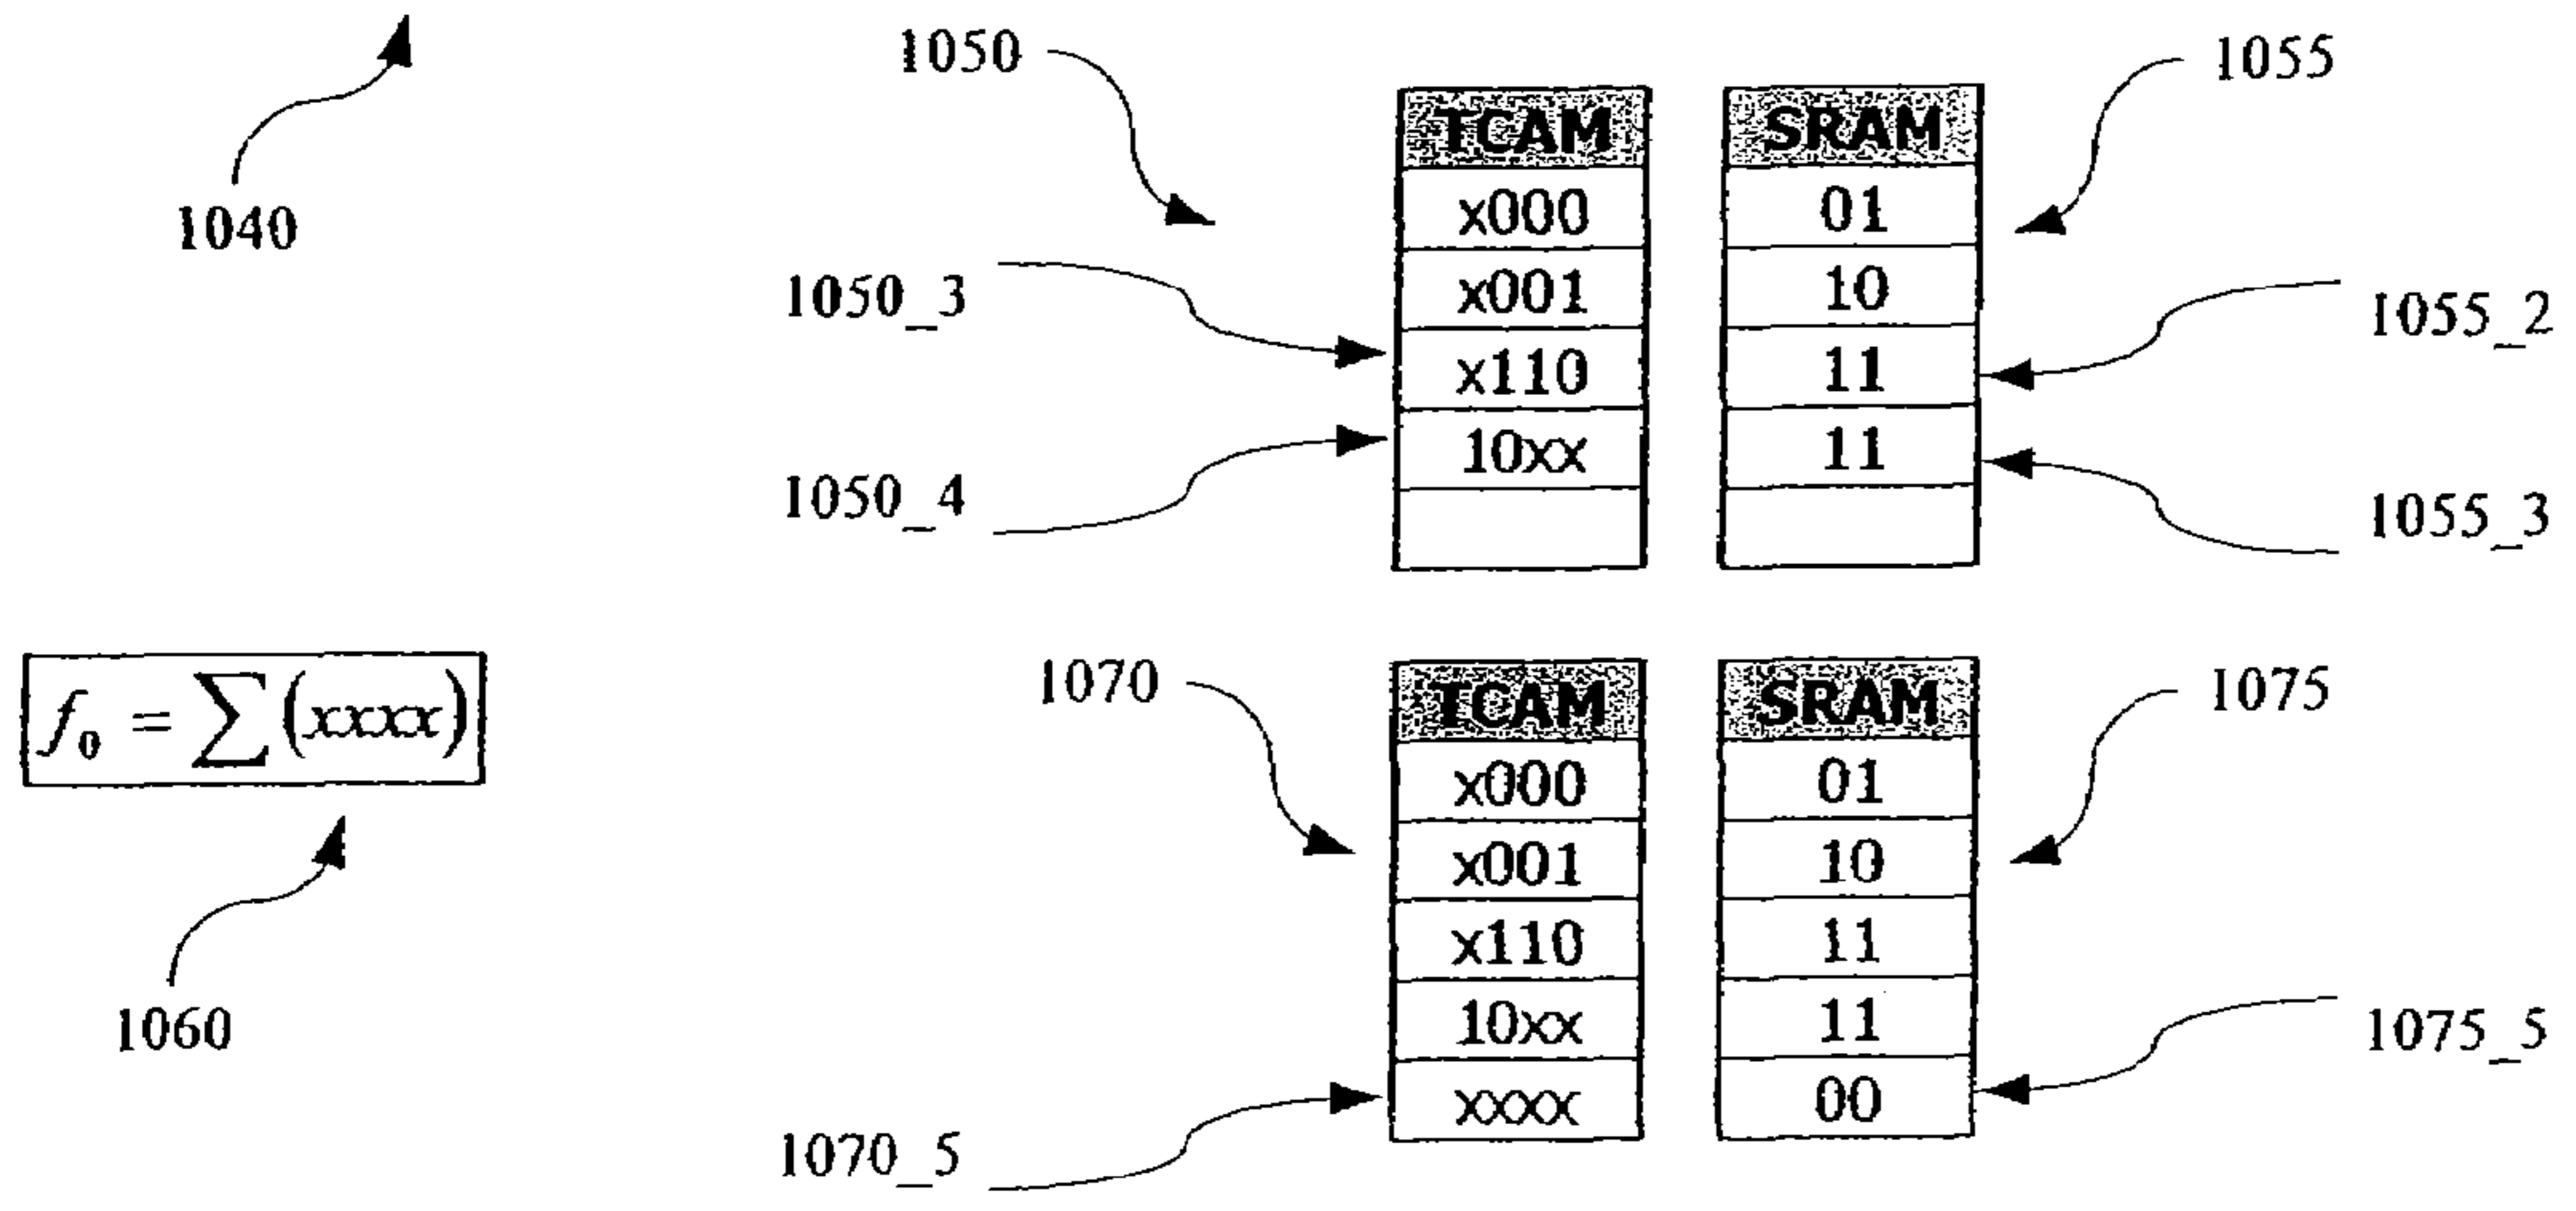 1050
1055
TCAM SRAM
x000 01
1040
1050_3
x001 10
1055_2
x110 11
10xx 11
1050_4
1055_3
f0 = ∑(xxxx)
1070
1075
TCAM SRAM
x000 01
x001 10
x110 11
1060
10xx 11
1075_5
xxxx 00
1070_5